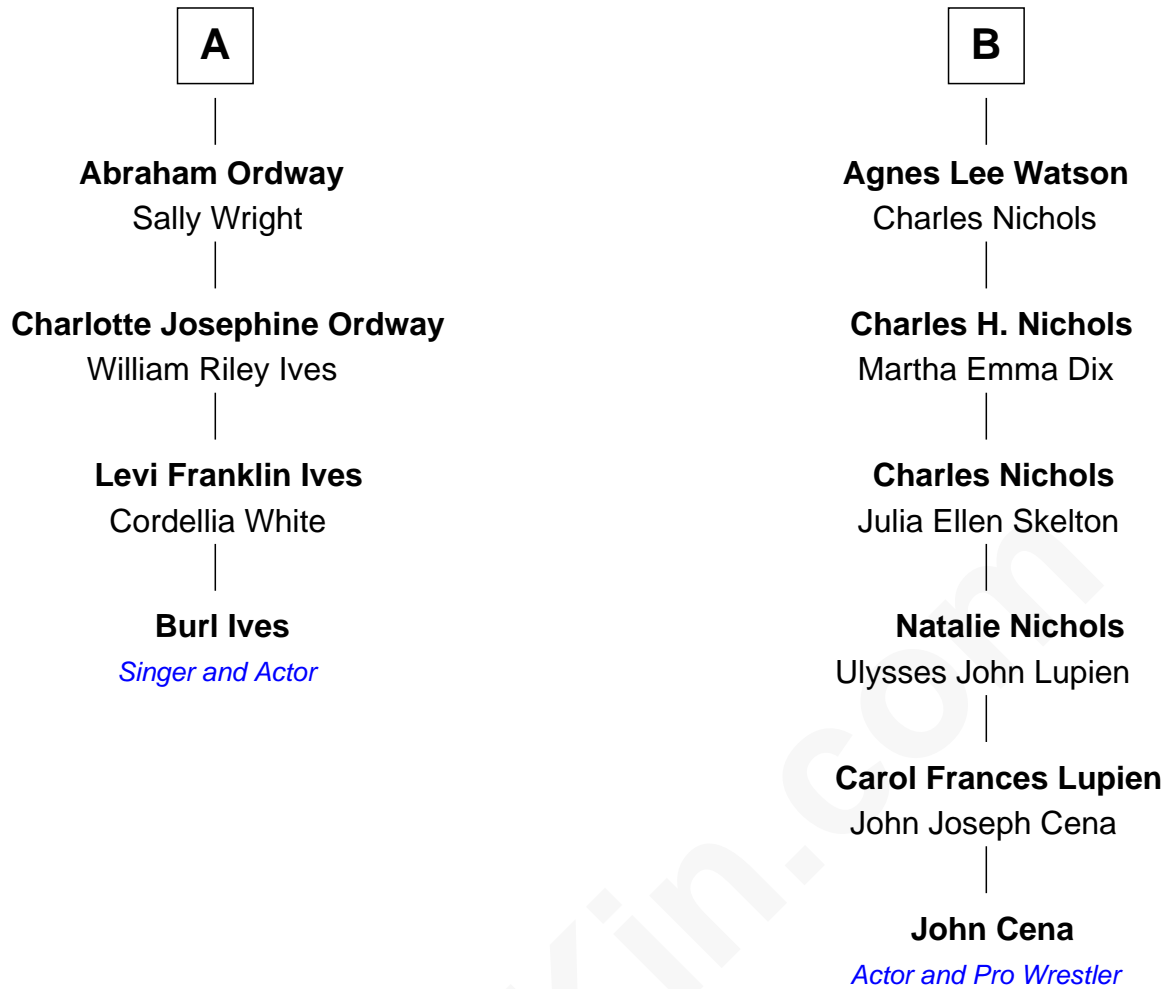 A
Abraham Ordway
Sally Wright
Charlotte Josephine Ordway
William Riley Ives
Levi Franklin Ives
Cordellia White
Burl Ives
Singer and Actor
B
Agnes Lee Watson
Charles Nichols
Charles H. Nichols
Martha Emma Dix
Charles Nichols
Julia Ellen Skelton
Natalie Nichols
Ulysses John Lupien
Carol Frances Lupien
John Joseph Cena
John Cena
Actor and Pro Wrestler
Kin.com